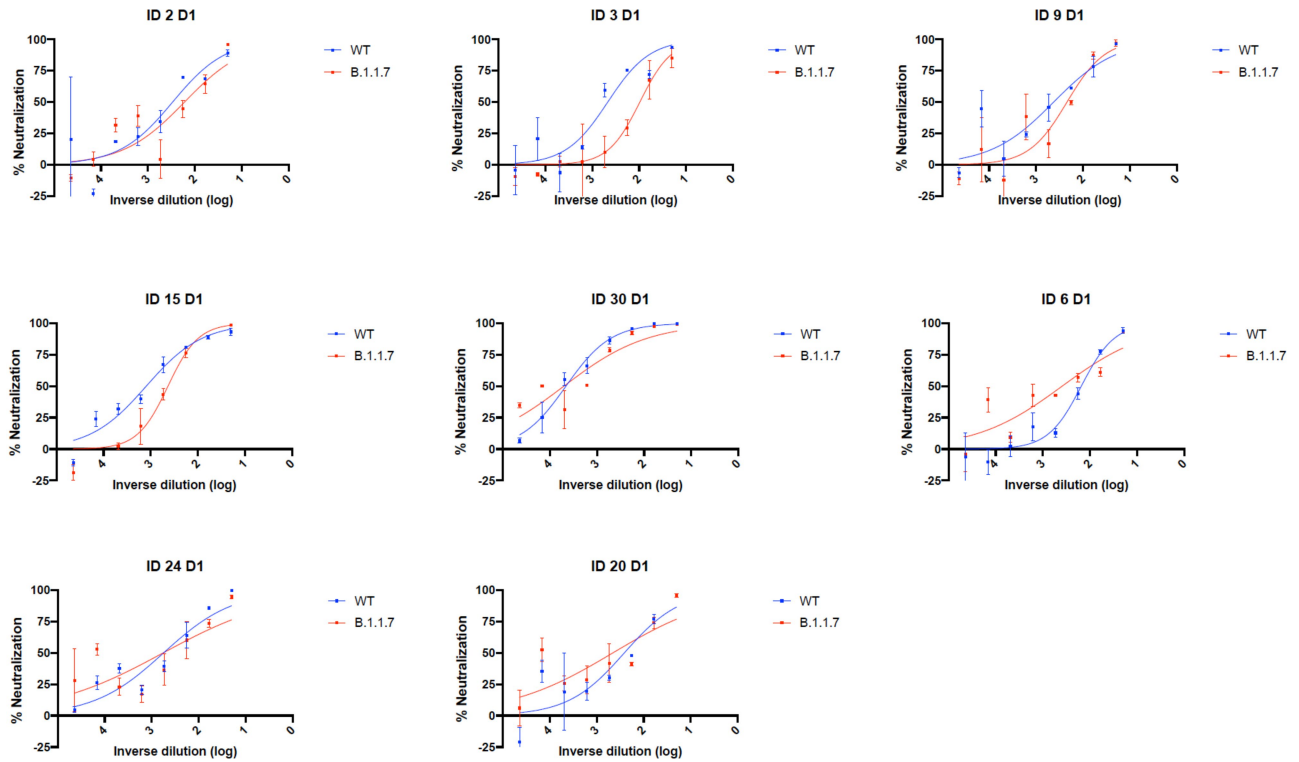 ID 2 D1
% Neutralization
100
75
50
25
0
-25
4
3
2
1
0
Inverse dilution (log)
WT
B.1.1.7
ID 3 D1
% Neutralization
100
75
50
25
0
-25
4
3
2
1
0
Inverse dilution (log)
WT
B.1.1.7
ID 9 D1
% Neutralization
100
75
50
25
0
-25
4
3
2
1
0
Inverse dilution (log)
WT
B.1.1.7
ID 15 D1
% Neutralization
100
75
50
25
0
-25
4
3
2
1
0
Inverse dilution (log)
WT
B.1.1.7
ID 30 D1
% Neutralization
100
75
50
25
0
-25
4
3
2
1
0
Inverse dilution (log)
WT
B.1.1.7
ID 6 D1
% Neutralization
100
75
50
25
0
-25
4
3
2
1
0
Inverse dilution (log)
WT
B.1.1.7
ID 24 D1
% Neutralization
100
75
50
25
0
-25
4
3
2
1
0
Inverse dilution (log)
WT
B.1.1.7
ID 20 D1
% Neutralization
100
75
50
25
0
-25
4
3
2
1
0
Inverse dilution (log)
WT
B.1.1.7